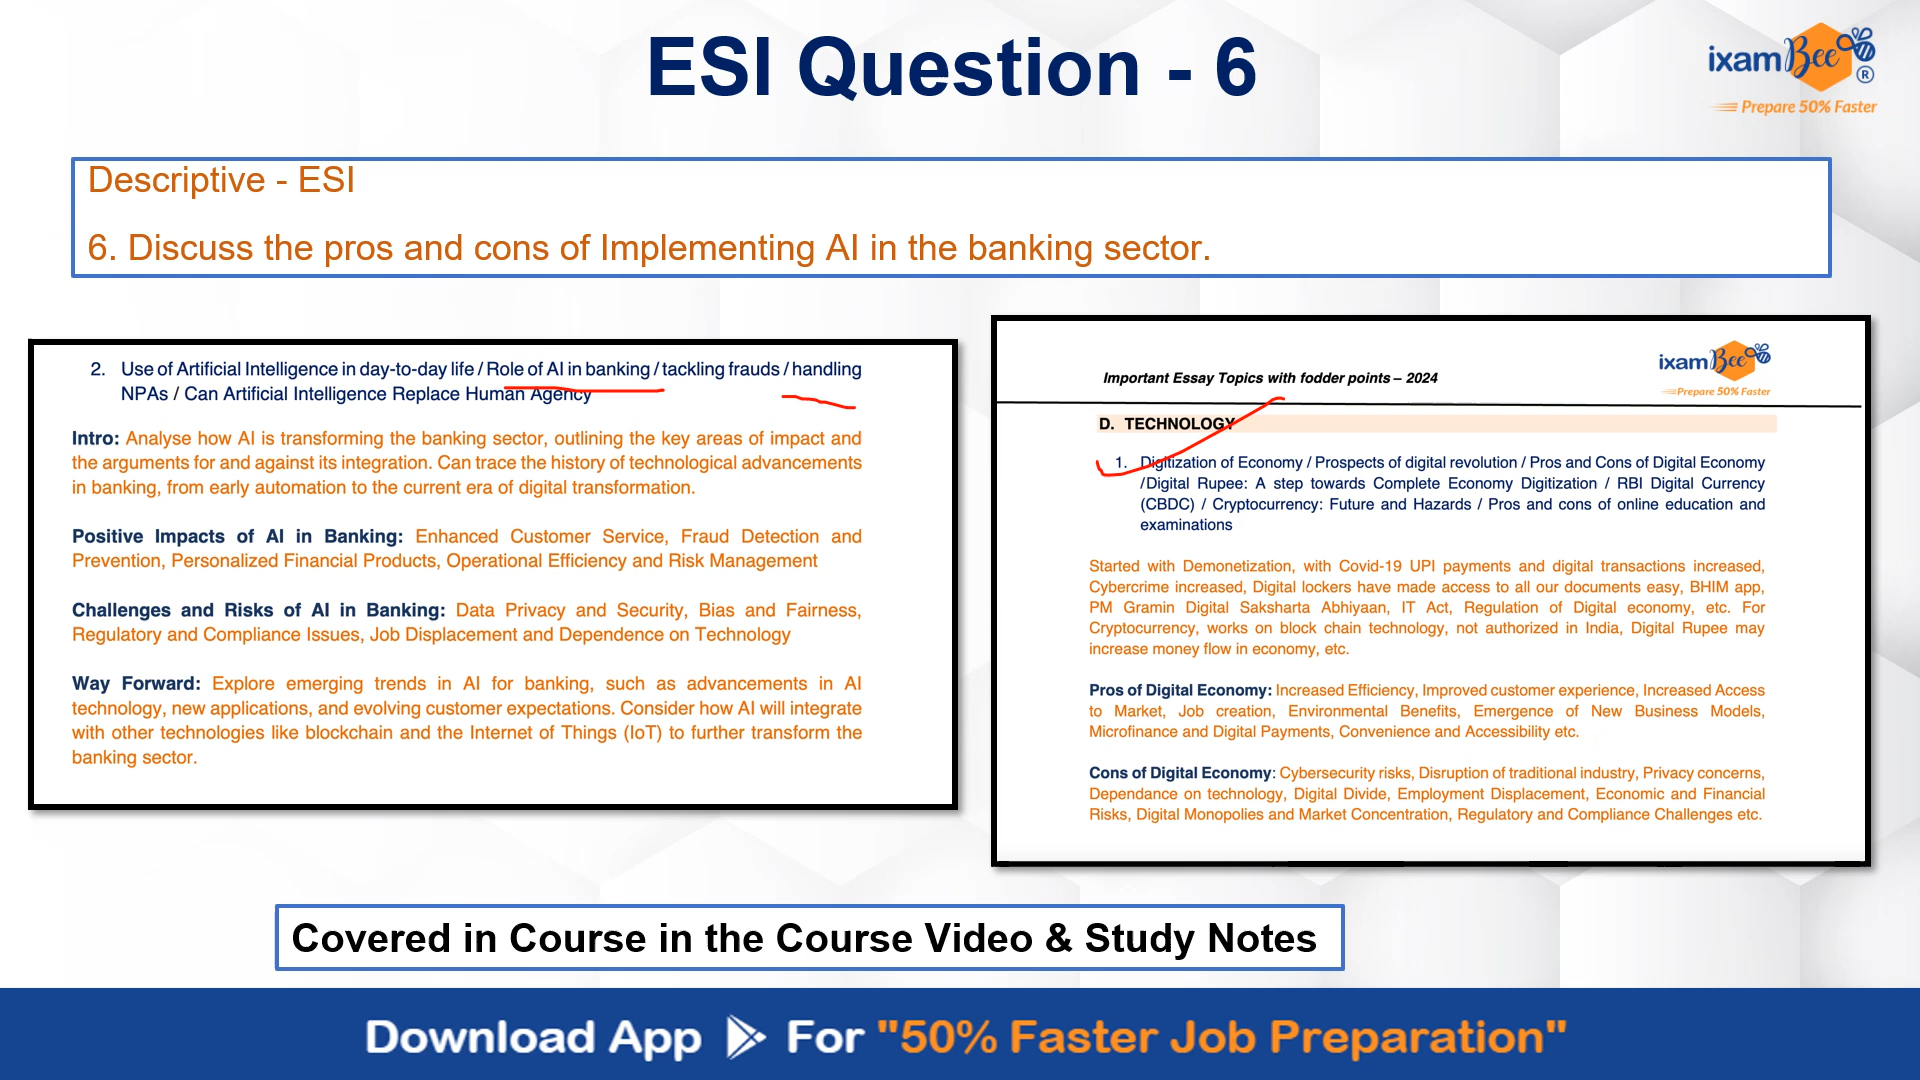 ESI Question - 6
ixamBee®
Prepare 50% Faster
Descriptive - ESI
6. Discuss the pros and cons of Implementing AI in the banking sector.
2. Use of Artificial Intelligence in day-to-day life / Role of AI in banking / tackling frauds / handling
NPAs / Can Artificial Intelligence Replace Human Agency
Intro: Analyse how AI is transforming the banking sector, outlining the key areas of impact and
the arguments for and against its integration. Can trace the history of technological advancements
in banking, from early automation to the current era of digital transformation.
Positive Impacts of AI in Banking: Enhanced Customer Service, Fraud Detection and
Prevention, Personalized Financial Products, Operational Efficiency and Risk Management
Challenges and Risks of AI in Banking: Data Privacy and Security, Bias and Fairness,
Regulatory and Compliance Issues, Job Displacement and Dependence on Technology
Way Forward: Explore emerging trends in AI for banking, such as advancements in AI
technology, new applications, and evolving customer expectations. Consider how AI will integrate
with other technologies like blockchain and the Internet of Things (IoT) to further transform the
banking sector.
ixamBee
Prepare 50% Faster
Important Essay Topics with fodder points – 2024
D. TECHNOLOGY
1. Digitization of Economy / Prospects of digital revolution / Pros and Cons of Digital Economy
/Digital Rupee: A step towards Complete Economy Digitization / RBI Digital Currency
(CBDC) / Cryptocurrency: Future and Hazards / Pros and cons of online education and
examinations
Started with Demonetization, with Covid-19 UPI payments and digital transactions increased,
Cybercrime increased, Digital lockers have made access to all our documents easy, BHIM app,
PM Gramin Digital Saksharta Abhiyaan, IT Act, Regulation of Digital economy, etc. For
Cryptocurrency, works on block chain technology, not authorized in India, Digital Rupee may
increase money flow in economy, etc.
Pros of Digital Economy: Increased Efficiency, Improved customer experience, Increased Access
to Market, Job creation, Environmental Benefits, Emergence of New Business Models,
Microfinance and Digital Payments, Convenience and Accessibility etc.
Cons of Digital Economy: Cybersecurity risks, Disruption of traditional industry, Privacy concerns,
Dependance on technology, Digital Divide, Employment Displacement, Economic and Financial
Risks, Digital Monopolies and Market Concentration, Regulatory and Compliance Challenges etc.
Covered in Course in the Course Video & Study Notes
Download App For "50% Faster Job Preparation"